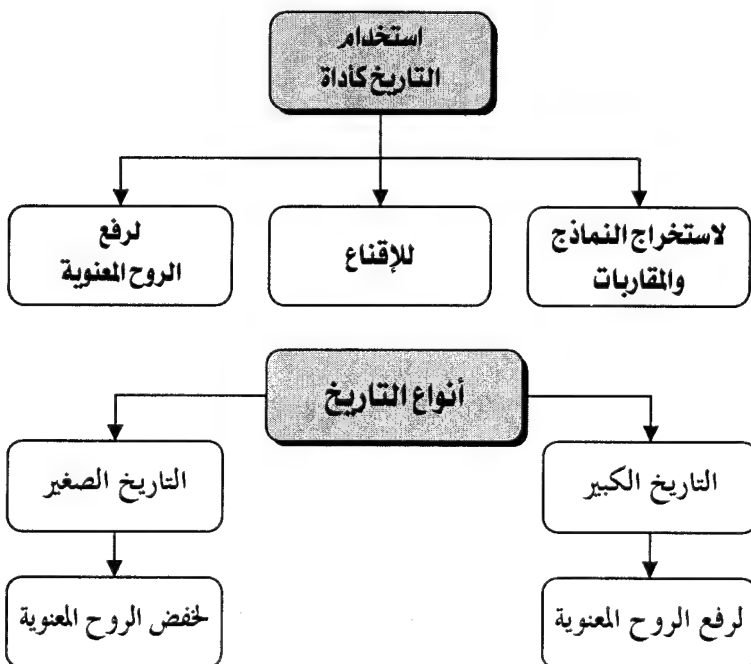 استخدام
التاريخ كأداة
لاستخراج النماذج
والمقاربات
للإقناع
لرفع
الروح المعنوية
أنواع التاريخ
التاريخ الكبير
التاريخ الصغير
لرفع الروح المعنوية
لخفض الروح المعنوية